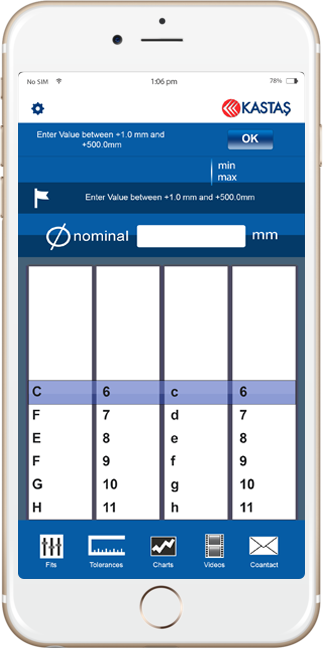 No SIM 1:06 pm 78%
KASTAŞ
Enter Value between +1.0 mm and
+500.0mm
OK
min
max
Enter Value between +1.0 mm and +500.0mm
Ø nominal mm
C 6 c 6
F 7 d 7
E 8 e 8
F 9 f 9
G 10 g 10
H 11 h 11
Fits Tolerances Charts Videos Coantact